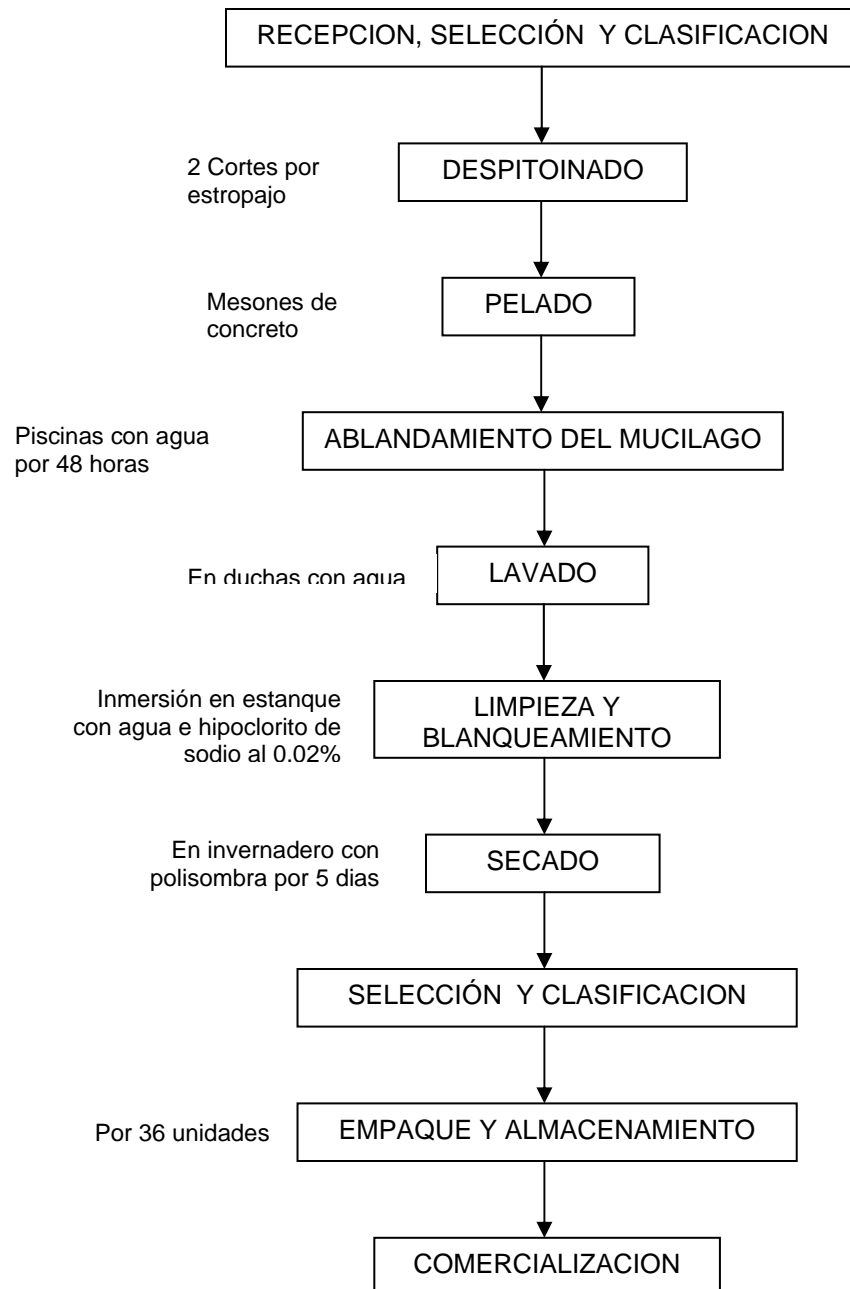 RECEPCION, SELECCIÓN Y CLASIFICACION
2 Cortes por
estropajo
DESPITOINADO
Mesones de
concreto
PELADO
Piscinas con agua
por 48 horas
ABLANDAMIENTO DEL MUCILAGO
En duchas con agua
LAVADO
Inmersión en estanque
con agua e hipoclorito de
sodio al 0.02%
LIMPIEZA Y
BLANQUEAMIENTO
En invernadero con
polisombra por 5 dias
SECADO
SELECCIÓN Y CLASIFICACION
Por 36 unidades
EMPAQUE Y ALMACENAMIENTO
COMERCIALIZACION